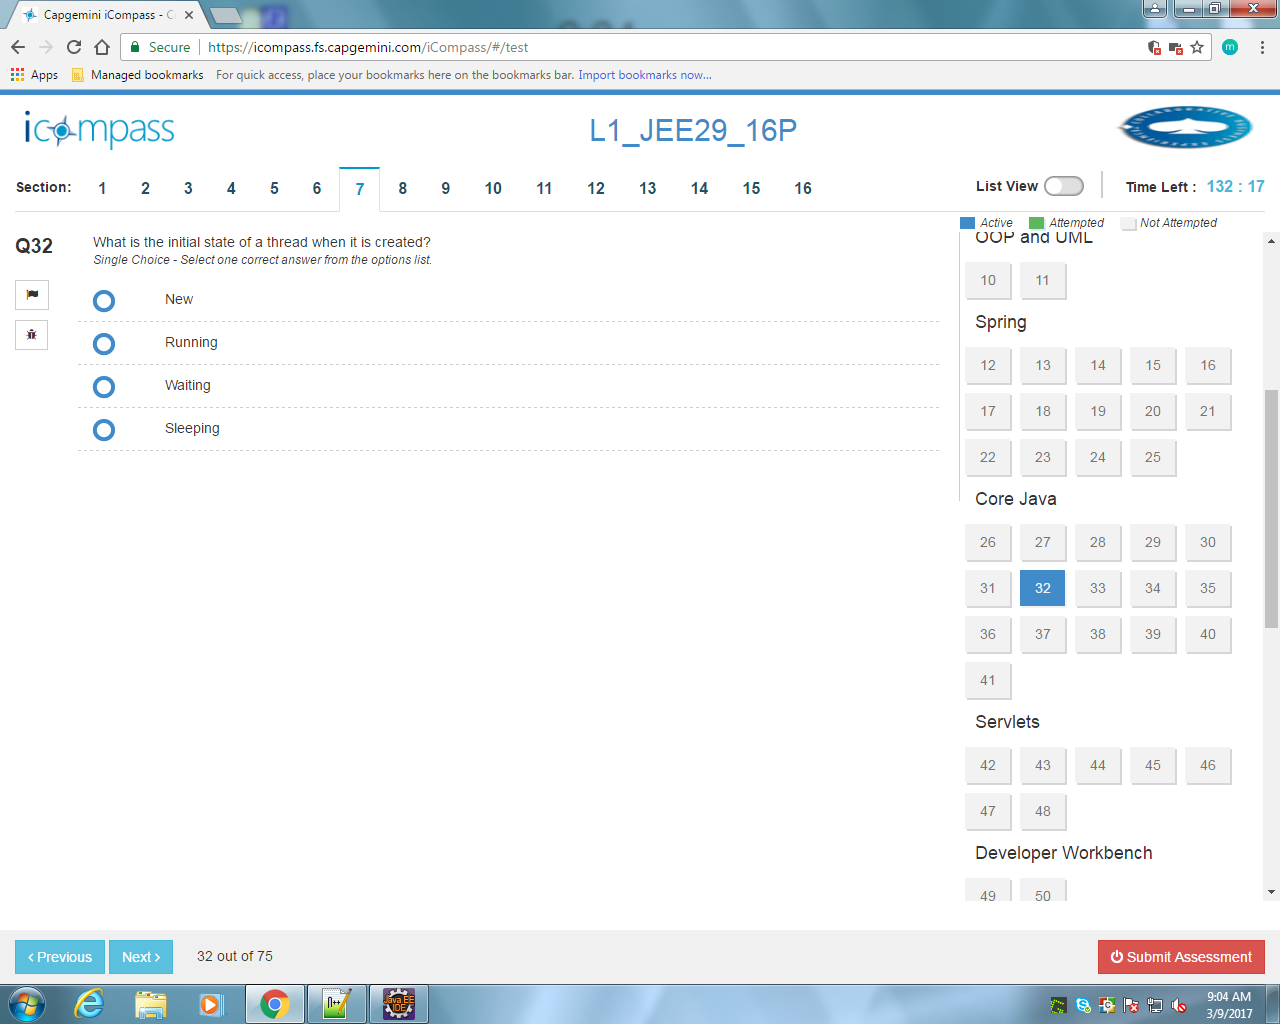 Capgemini iCompass - C
Secure
https://icompass.fs.capgemini.com/iCompass/#/test
m
Apps
Managed bookmarks
For quick access, place your bookmarks here on the bookmarks bar. Import bookmarks now...
icompass
L1_JEE29_16P
Section: 1 2 3 4 5 6 7 8 9 10 11 12 13 14 15 16
List View
Time Left : 132 : 17
Active Attempted Not Attempted
Q32
What is the initial state of a thread when it is created?
Single Choice - Select one correct answer from the options list.
New
Running
Waiting
Sleeping
OOP and UML
10 11
Spring
12 13 14 15 16
17 18 19 20 21
22 23 24 25
Core Java
26 27 28 29 30
31 32 33 34 35
36 37 38 39 40
41
Servlets
42 43 44 45 46
47 48
Developer Workbench
49 50
Previous
Next
32 out of 75
Submit Assessment
Java EE
IDE
9:04 AM
3/9/2017